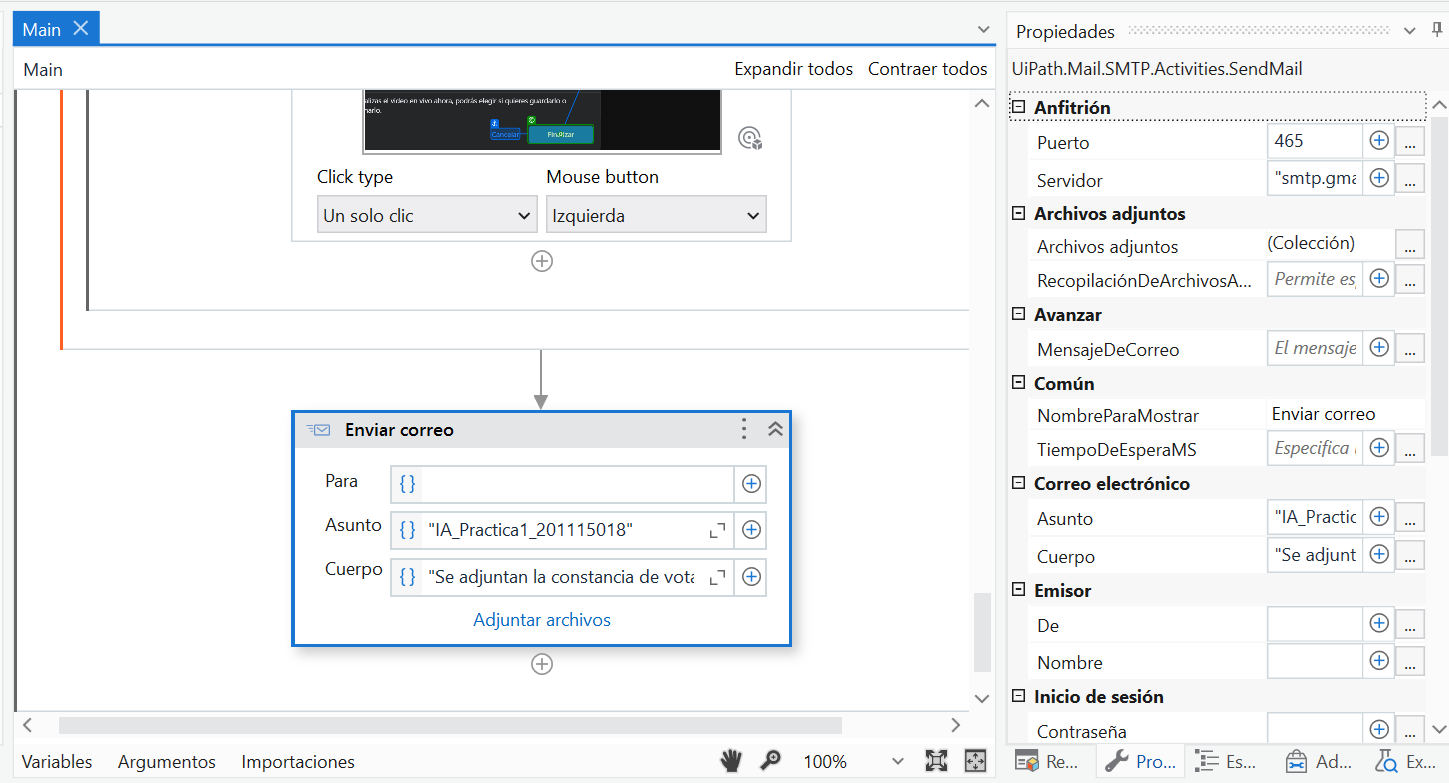 Main
Main
Expandir todos
Contraer todos
alizas el video en vivo ahora, podrás elegir si quieres guardarlo o
Cancelar
Click type
Mouse button
Un solo clic
Izquierda
Enviar correo
Para
{}
Asunto
{} "IA_Practica1_201115018"
Cuerpo
{} "Se adjuntan la constancia de vota
Adjuntar archivos
Variables
Argumentos
Importaciones
100%
Propiedades
UiPath.Mail.SMTP.Activities.SendMail
Anfitrión
Puerto
465
...
Servidor
"smtp.gma
...
Archivos adjuntos
Archivos adjuntos
(Colección)
...
RecopilaciónDeArchivosA...
Permite es
...
Avanzar
MensajeDeCorreo
El mensaje
...
Común
NombreParaMostrar
Enviar correo
TiempoDeEsperaMS
Especifica
...
Correo electrónico
Asunto
"IA_Practic
...
Cuerpo
"Se adjunt
...
Emisor
De
...
Nombre
...
Inicio de sesión
Contraseña
...
Re...
Pro...
Es...
Ad...
Ex...